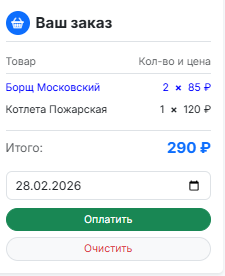 Ваш заказ
Товар Кол-во и цена
Борщ Московский 2 × 85 ₽
Котлета Пожарская 1 × 120 ₽
Итого: 290 ₽
28.02.2026
Оплатить
Очистить